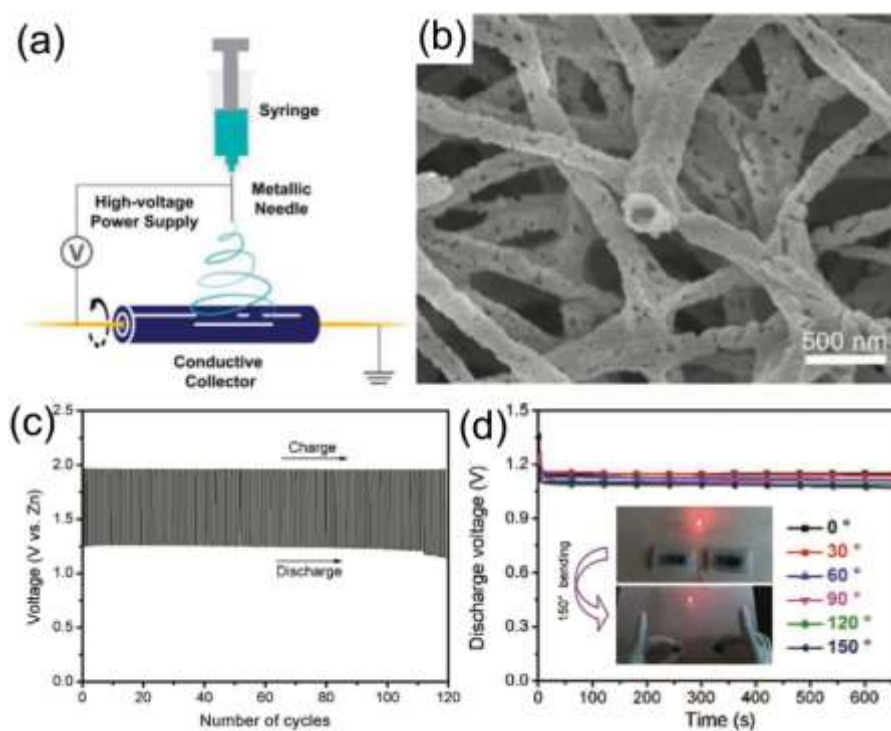 (a)
Syringe
High-voltage
Power Supply
Metallic
Needle
V
Conductive
Collector
(b)
500 nm
(c)
Voltage (V vs. Zn)
2.5
2.0
1.5
1.0
0.5
0.0
Charge
Discharge
0 20 40 60 80 100 120
Number of cycles
(d)
Discharge voltage (V)
1.5
1.2
0.9
0.6
0.3
0.0
150° bending
0 °
30 °
60 °
90 °
120 °
150 °
0 100 200 300 400 500 600
Time (s)